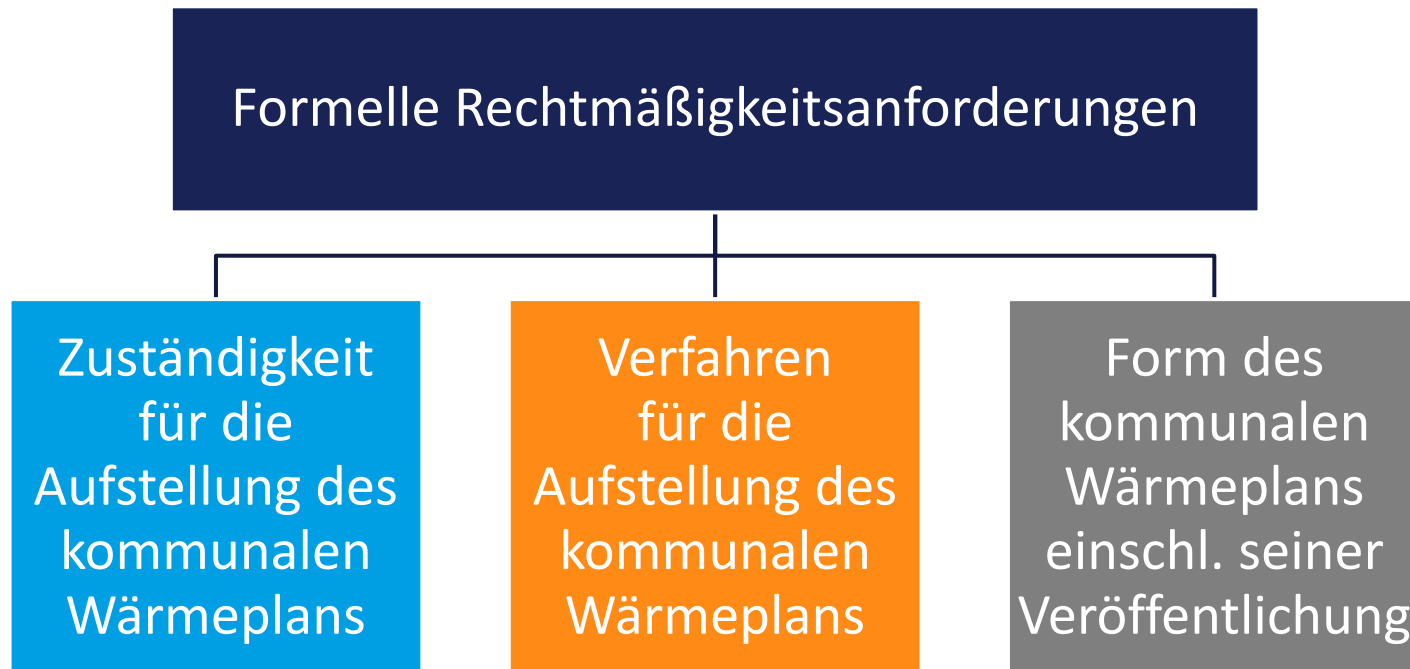 Formelle Rechtmäßigkeitsanforderungen
Zuständigkeit
für die
Aufstellung des
kommunalen
Wärmeplans
Verfahren
für die
Aufstellung des
kommunalen
Wärmeplans
Form des
kommunalen
Wärmeplans
einschl. seiner
Veröffentlichung